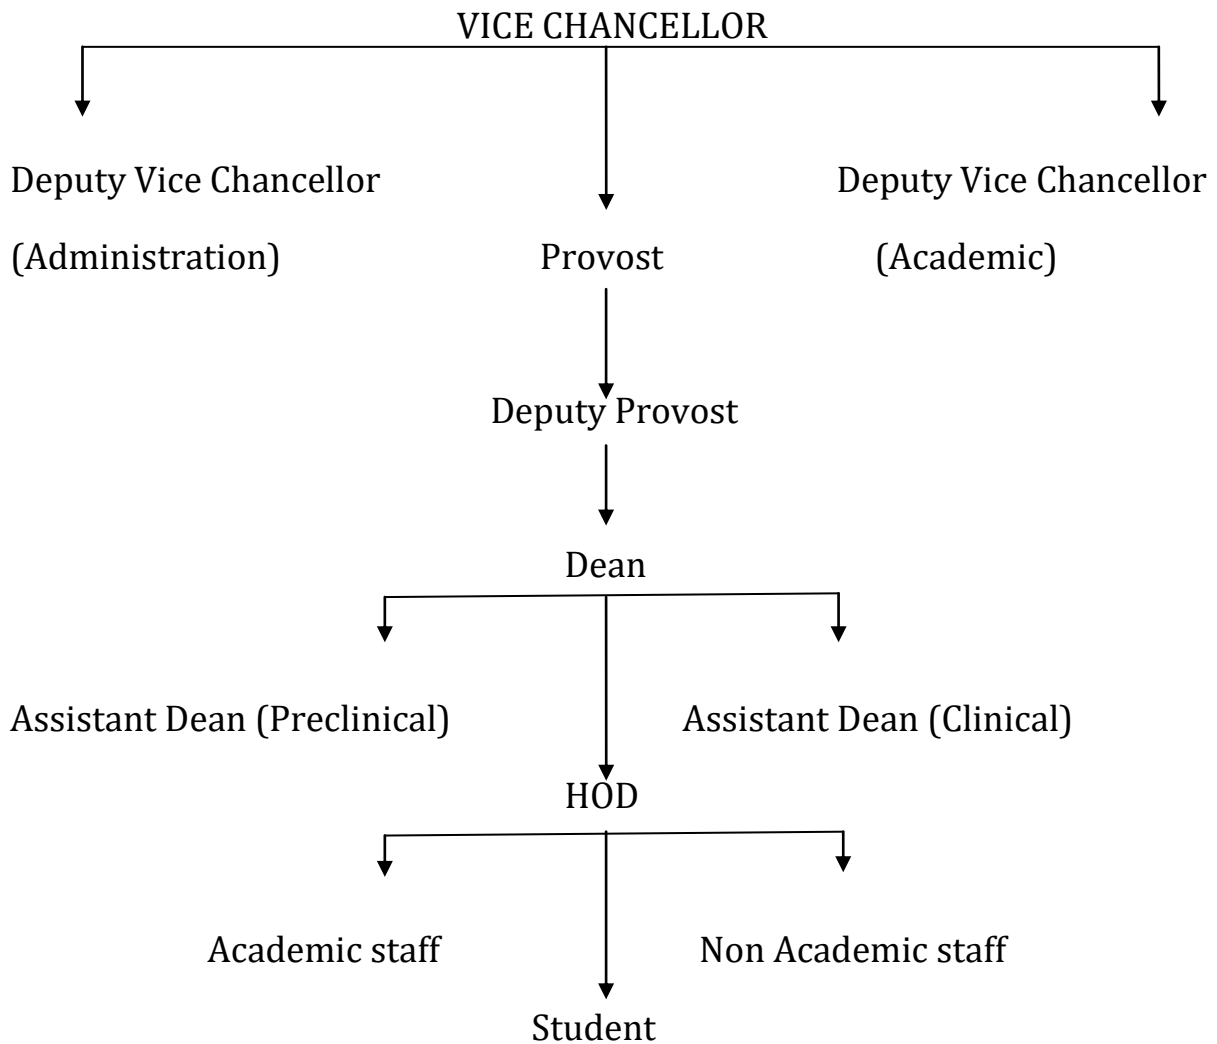 VICE CHANCELLOR
Deputy Vice Chancellor Deputy Vice Chancellor
(Administration) Provost (Academic)
Deputy Provost
Dean
Assistant Dean (Preclinical) Assistant Dean (Clinical)
HOD
Academic staff Non Academic staff
Student